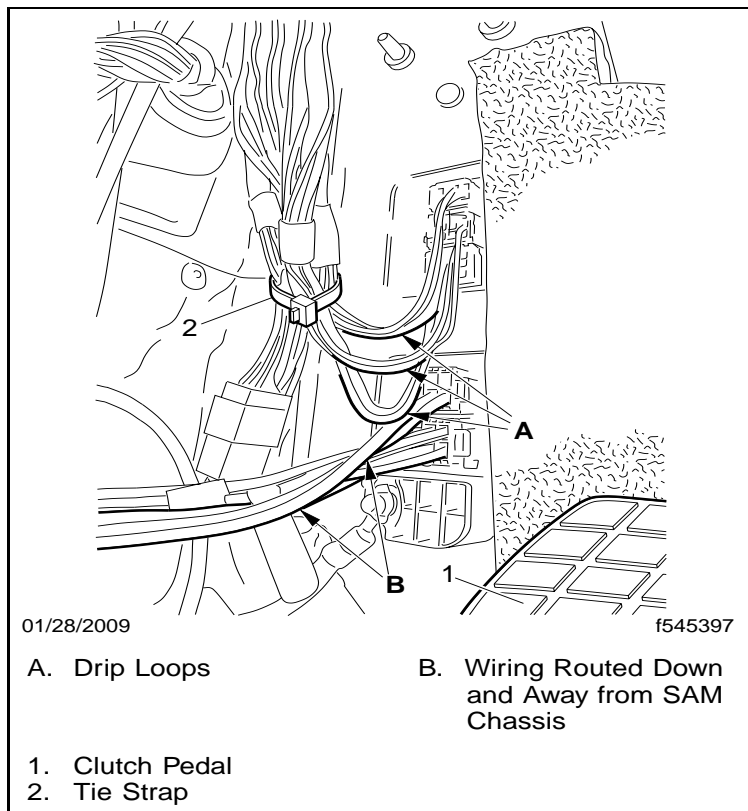 2
A
B
1
01/28/2009
f545397
A. Drip Loops
B. Wiring Routed Down
and Away from SAM
Chassis
1. Clutch Pedal
2. Tie Strap